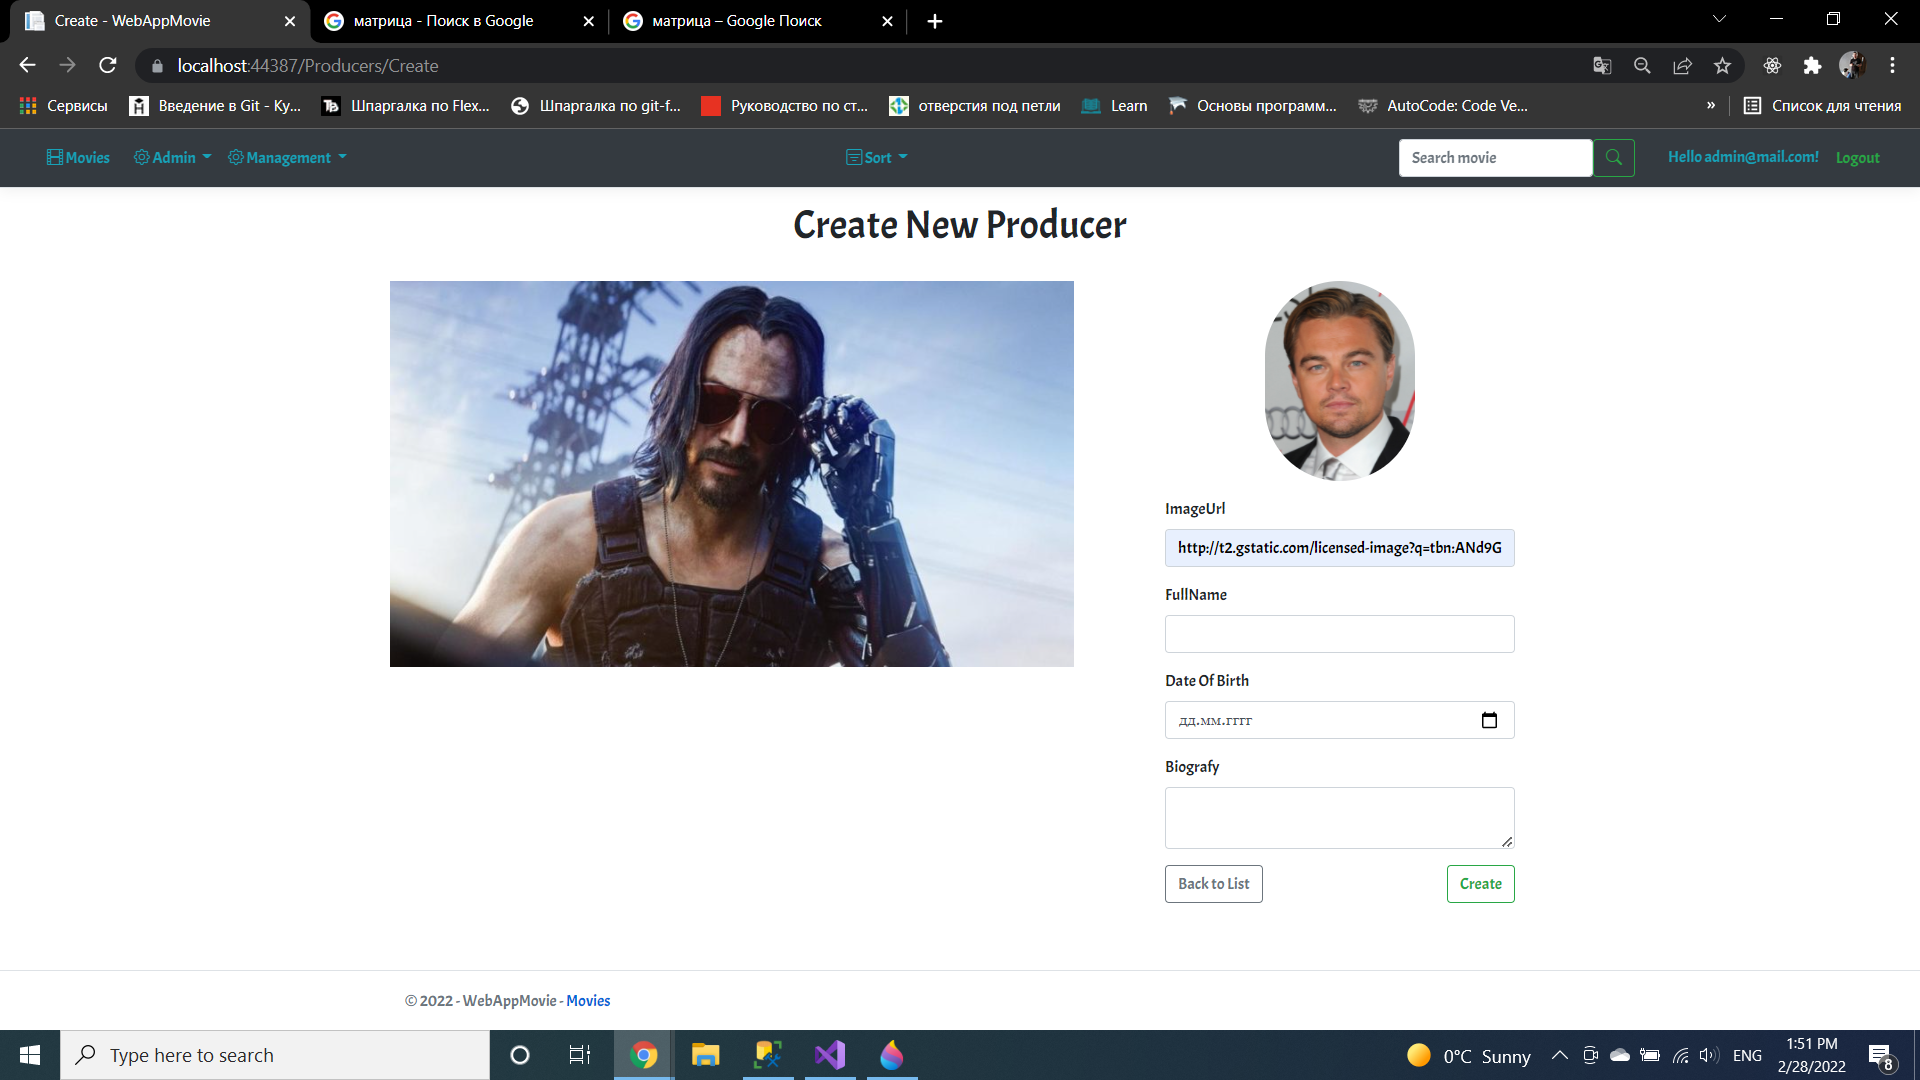 Create - WebAppMovie
матрица - Поиск в Google
матрица – Google Поиск
localhost:44387/Producers/Create
Сервисы
Введение в Git - Ку...
Шпаргалка по Flex...
Шпаргалка по git-f...
Руководство по ст...
отверстия под петли
Learn
Основы программ...
AutoCode: Code Ve...
»
Список для чтения
Movies
Admin
Management
Sort
Search movie
Hello admin@mail.com!
Logout
Create New Producer
ImageUrl
http://t2.gstatic.com/licensed-image?q=tbn:ANd9G
FullName
Date Of Birth
дд.мм.гггг
Biografy
Back to List
Create
© 2022 - WebAppMovie - Movies
Type here to search
0°C Sunny
ENG
1:51 PM
2/28/2022
8